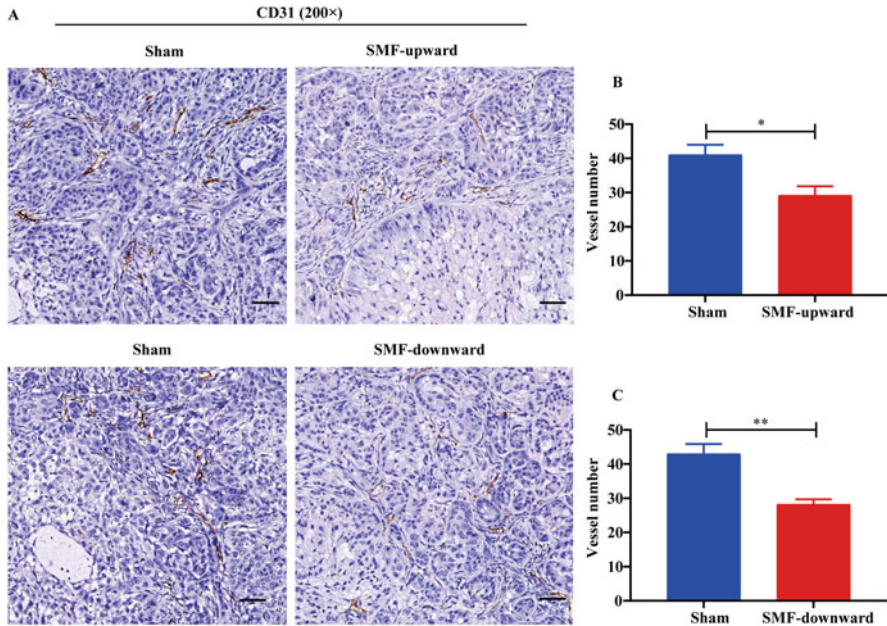 A
CD31 (200×)
Sham
SMF-upward
Sham
SMF-downward
B
Vessel number
50
40
30
20
10
0
*
Sham
SMF-upward
C
Vessel number
50
40
30
20
10
0
**
Sham
SMF-downward